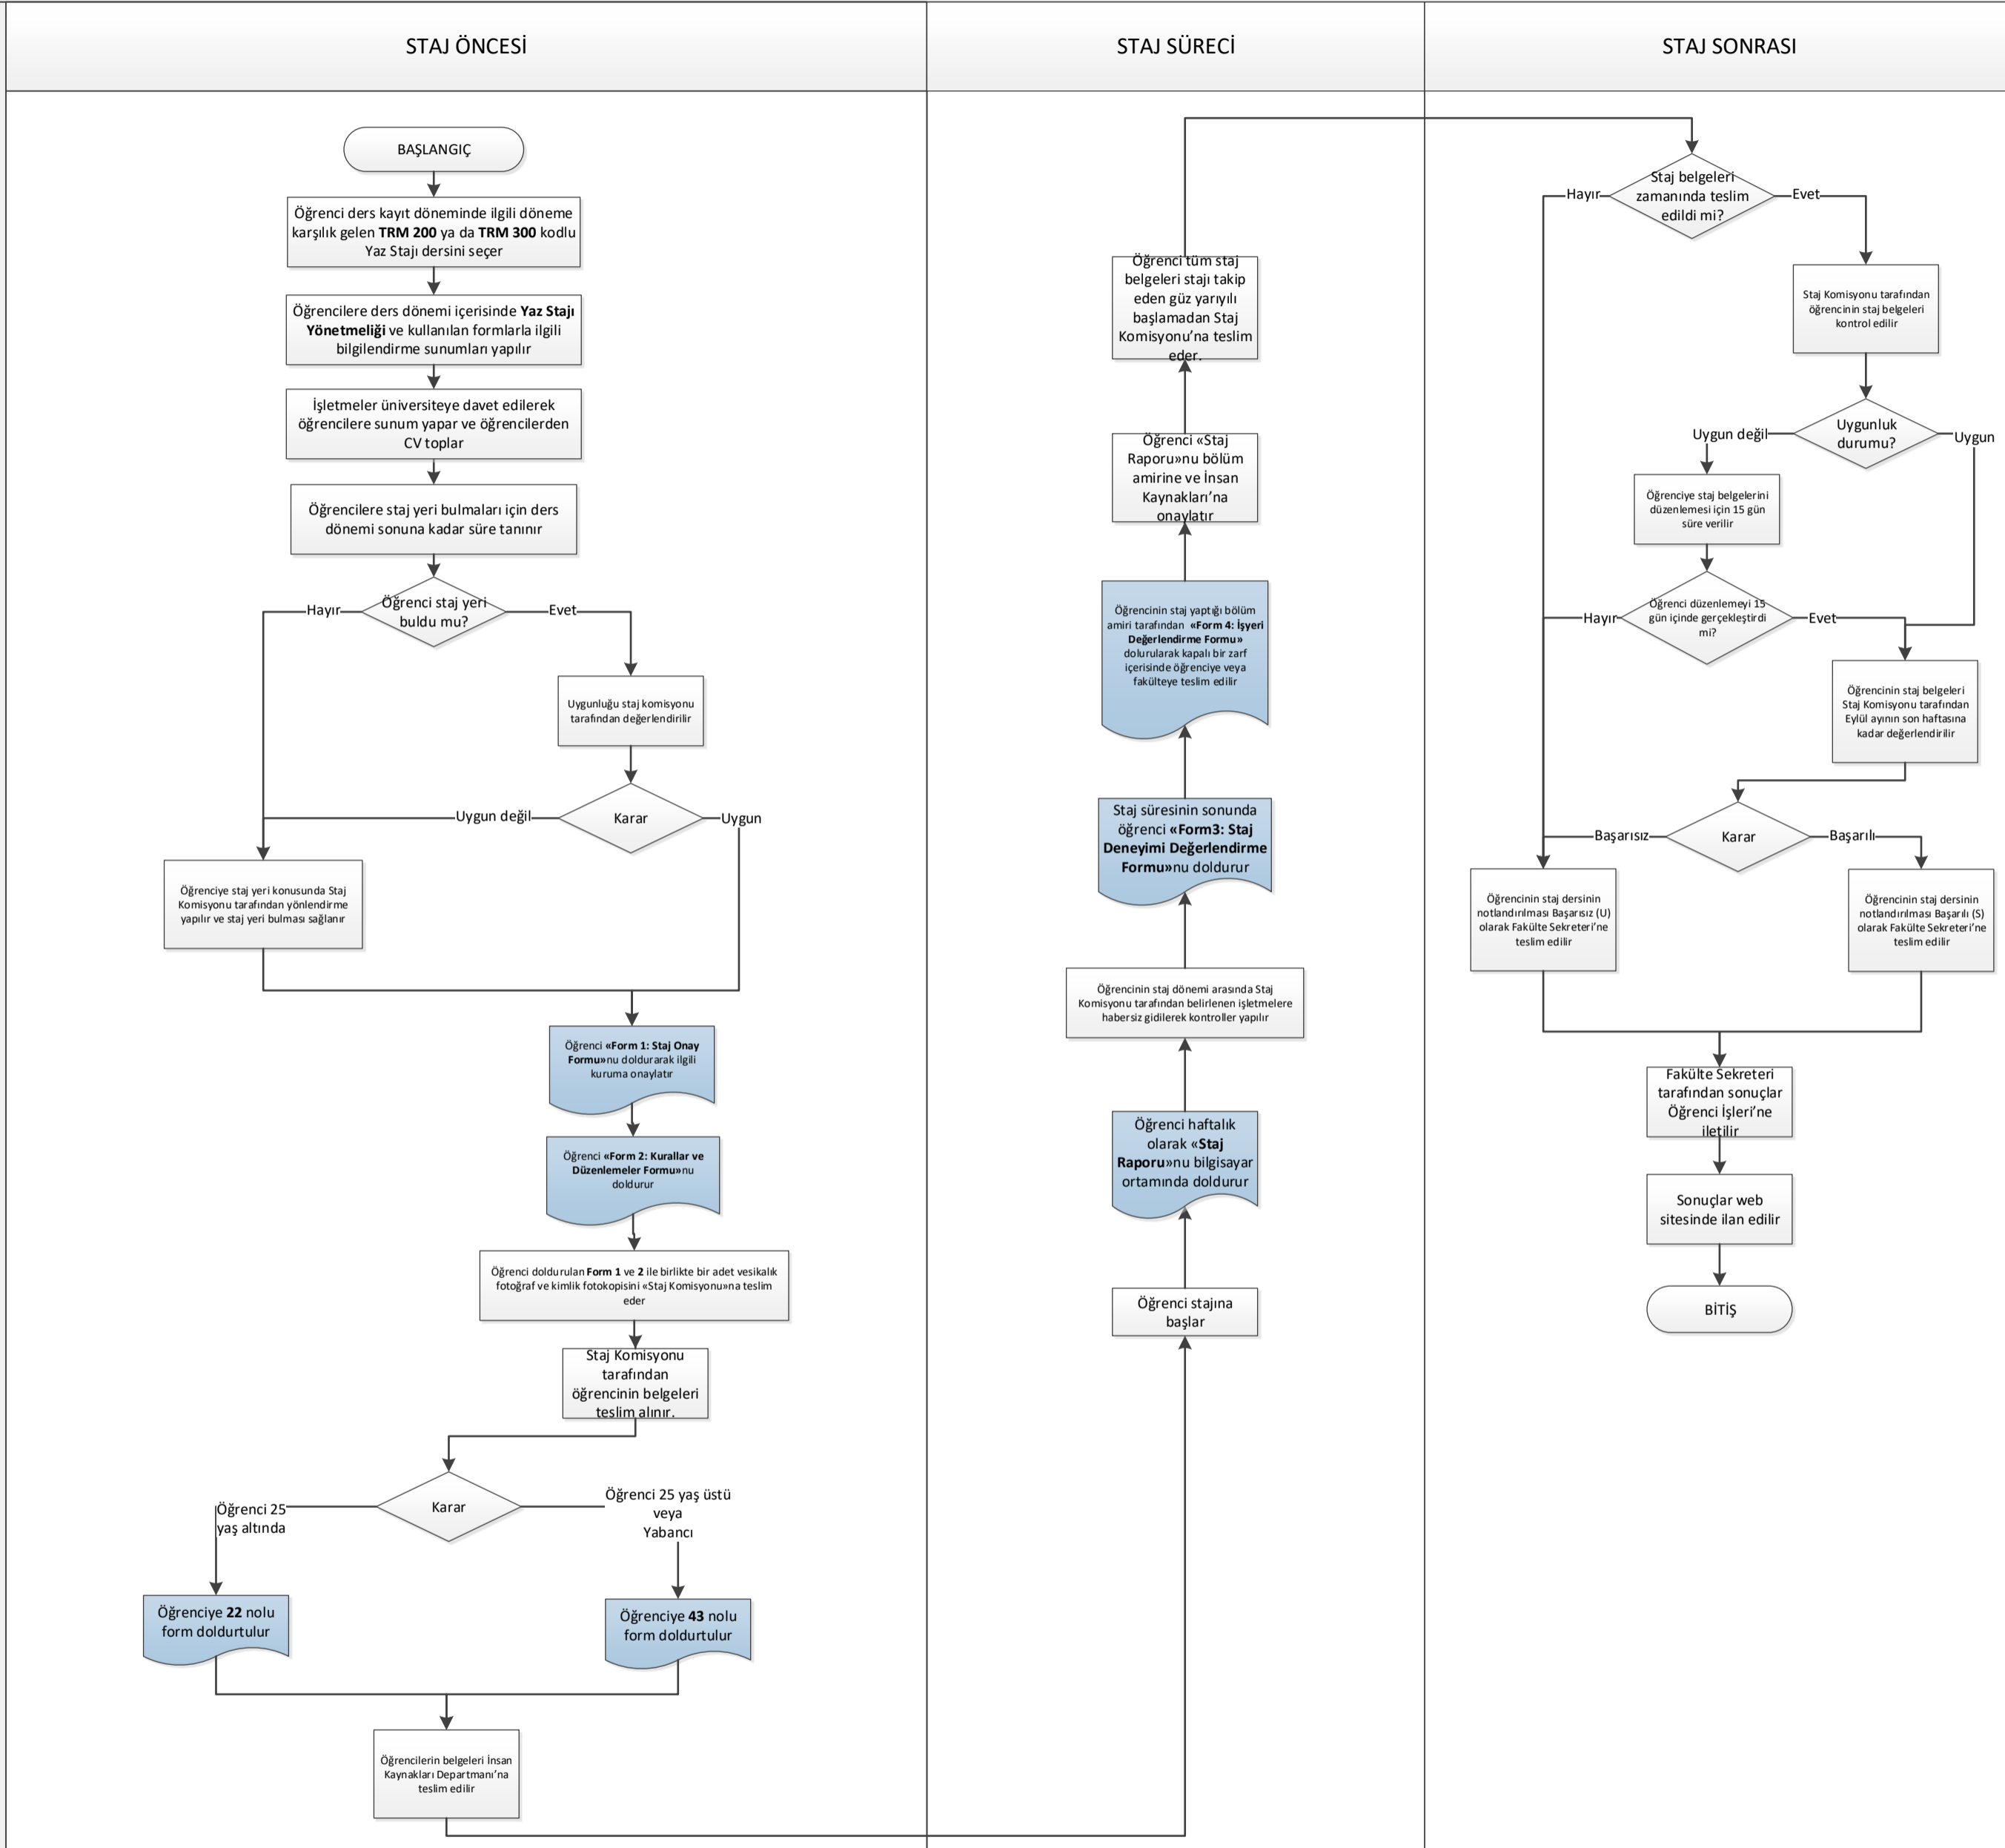 STAJ ÖNCESİ
BAŞLANGIÇ
Öğrenci ders kayıt döneminde ilgili döneme
karşılık gelen TRM 200 ya da TRM 300 kodlu
Yaz Stajı dersini seçer
Öğrencilere ders dönemi içerisinde Yaz Stajı
Yönetmeliği ve kullanılan formlarla ilgili
bilgilendirme sunumları yapılır
İşletmeler üniversiteye davet edilerek
öğrencilere sunum yapar ve öğrencilerden
CV toplar
Öğrencilere staj yeri bulmaları için ders
dönemi sonuna kadar süre tanınır
Öğrenci staj yeri
buldu mu?
Hayır
Evet
Uygunluğu staj komisyonu
tarafından değerlendirilir
Karar
Uygun değil
Uygun
Öğrenciye staj yeri konusunda Staj
Komisyonu tarafından yönlendirme
yapılır ve staj yeri bulması sağlanır
Öğrenci «Form 1: Staj Onay
Formu»nu doldurarak ilgili
kuruma onaylatır
Öğrenci «Form 2: Kurallar ve
Düzenlemeler Formu»nu
doldurur
Öğrenci doldurulan Form 1 ve 2 ile birlikte bir adet vesikalık
fotoğraf ve kimlik fotokopisini «Staj Komisyonu»na teslim
eder
Staj Komisyonu
tarafından
öğrencinin belgeleri
teslim alınır.
Karar
Öğrenci 25
yaş altında
Öğrenci 25 yaş üstü
veya
Yabancı
Öğrenciye 22 nolu
form doldurtulur
Öğrenciye 43 nolu
form doldurtulur
Öğrencilerin belgeleri İnsan
Kaynakları Departmanı’na
teslim edilir
STAJ SÜRECİ
Öğrenci tüm staj
belgeleri stajı takip
eden güz yarıyılı
başlamadan Staj
Komisyonu’na teslim
eder.
Öğrenci «Staj
Raporu»nu bölüm
amirine ve İnsan
Kaynakları’na
onaylatır
Öğrencinin staj yaptığı bölüm
amiri tarafından «Form 4: İşyeri
Değerlendirme Formu»
dolurularak kapalı bir zarf
içerisinde öğrenciye veya
fakülteye teslim edilir
Staj süresinin sonunda
öğrenci «Form3: Staj
Deneyimi Değerlendirme
Formu»nu doldurur
Öğrencinin staj dönemi arasında Staj
Komisyonu tarafından belirlenen işletmelere
habersiz gidilerek kontroller yapılır
Öğrenci haftalık
olarak «Staj
Raporu»nu bilgisayar
ortamında doldurur
Öğrenci stajına
başlar
STAJ SONRASI
Staj belgeleri
zamanında teslim
edildi mi?
Hayır
Evet
Staj Komisyonu tarafından
öğrencinin staj belgeleri
kontrol edilir
Uygunluk
durumu?
Uygun değil
Uygun
Öğrenciye staj belgelerini
düzenlemesi için 15 gün
süre verilir
Öğrenci düzenlemeyi 15
gün içinde gerçekleştirdi
mi?
Hayır
Evet
Öğrencinin staj belgeleri
Staj Komisyonu tarafından
Eylül ayının son haftasına
kadar değerlendirilir
Karar
Başarısız
Başarılı
Öğrencinin staj dersinin
notlandırılması Başarısız (U)
olarak Fakülte Sekreteri’ne
teslim edilir
Öğrencinin staj dersinin
notlandırılması Başarılı (S)
olarak Fakülte Sekreteri’ne
teslim edilir
Fakülte Sekreteri
tarafından sonuçlar
Öğrenci İşleri’ne
iletilir
Sonuçlar web
sitesinde ilan edilir
BİTİŞ